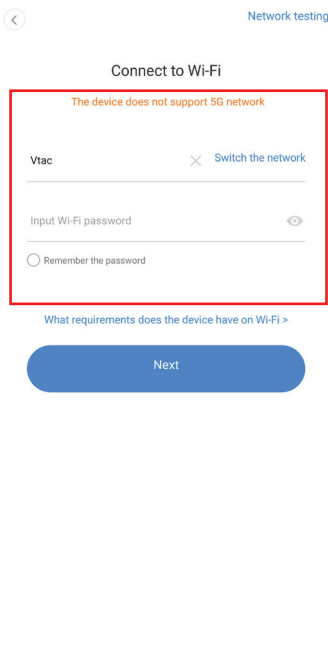 Network testing
Connect to Wi-Fi
The device does not support 5G network
Vtac
Switch the network
Input Wi-Fi password
Remember the password
What requirements does the device have on Wi-Fi >
Next